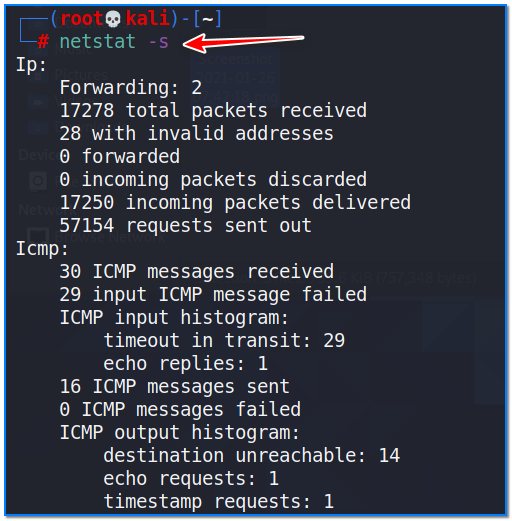 (root💀kali)-[~]
# netstat -s
Ip:
Forwarding: 2
17278 total packets received
28 with invalid addresses
0 forwarded
0 incoming packets discarded
17250 incoming packets delivered
57154 requests sent out
Icmp:
30 ICMP messages received
29 input ICMP message failed
ICMP input histogram:
timeout in transit: 29
echo replies: 1
16 ICMP messages sent
0 ICMP messages failed
ICMP output histogram:
destination unreachable: 14
echo requests: 1
timestamp requests: 1